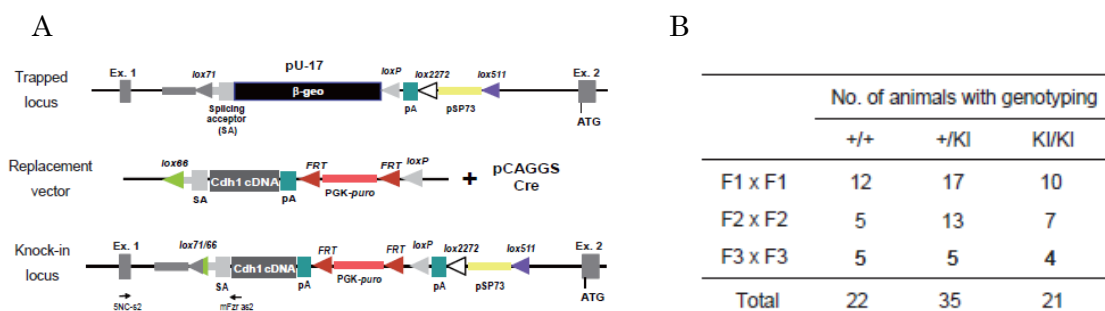 A
B
pU-17
Trapped locus
Ex. 1
lox71
β-geo
loxP
lox2272
lox511
Ex. 2
Splicing acceptor (SA)
pA
pSP73
ATG
Replacement vector
lox66
Cdh1 cDNA
FRT
FRT
loxP
SA
pA
PGK-puro
+
pCAGGS Cre
Knock-in locus
Ex. 1
lox71/66
Cdh1 cDNA
FRT
FRT
loxP
lox2272
lox511
Ex. 2
SA
pA
PGK-puro
pA
pSP73
ATG
5NC-s2
mFzr as2
No. of animals with genotyping
+/+ +/KI KI/KI
F1 x F1 12 17 10
F2 x F2 5 13 7
F3 x F3 5 5 4
Total 22 35 21